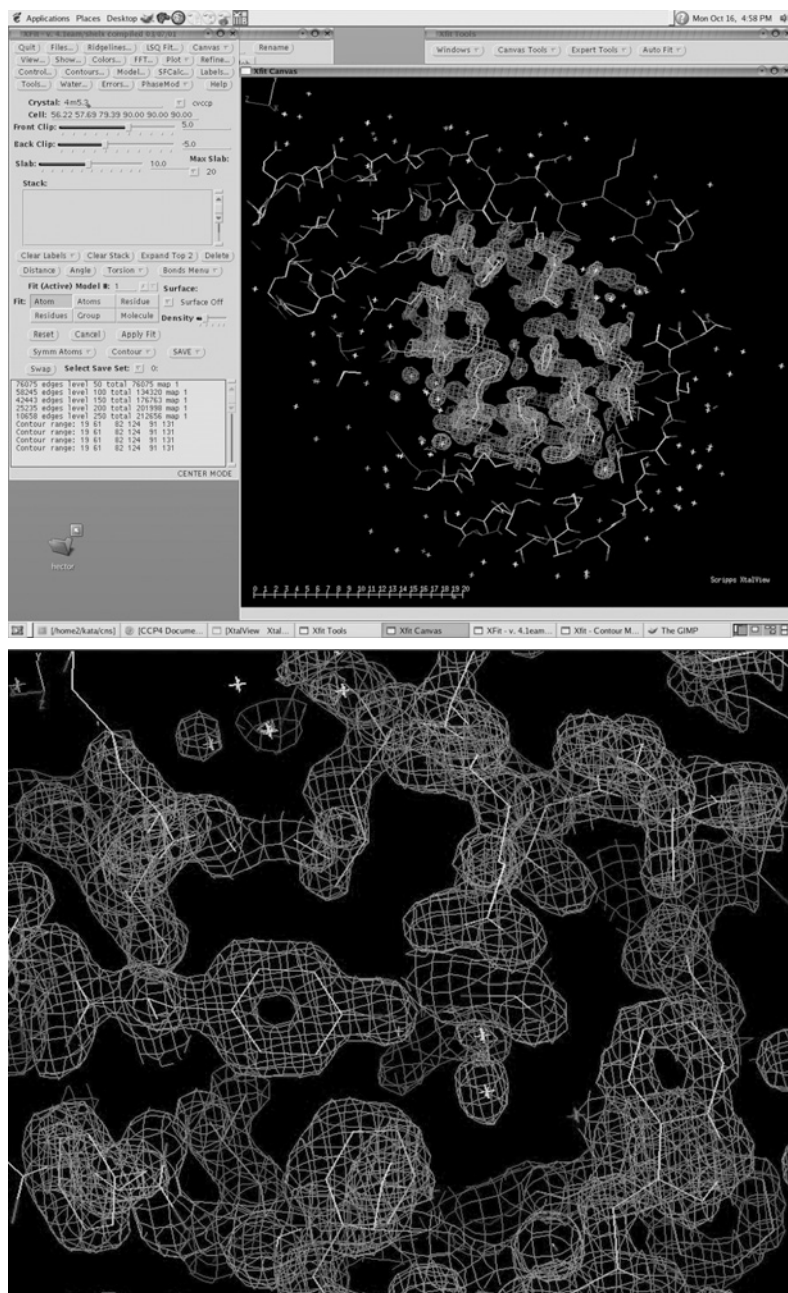 Applications Places Desktop
Mon Oct 16, 4:58 PM
XFit Tools
Quit Files... Ridgelines... LSQ Fit... Canvas Rename
View... Show... Colors... FFT... Plot Refine...
Control... Contours... Model... SFCalc... Labels...
Tools... Water... Errors... PhaseMod Help
Windows Canvas Tools Expert Tools Auto Fit
Xfit Canvas
Crystal: 4m5.3 cvccp
Cell: 56.22 57.69 79.39 90.00 90.00 90.00
Front Clip: 5.0
Back Clip: -5.0
Slab: 10.0 Max Slab:
20
Stack:
Clear Labels Clear Stack Expand Top 2 Delete
Distance Angle Torsion Bonds Menu
Fit (Active) Model #: 1 Surface:
Fit: Atom Atoms Residue Surface Off
Residues Group Molecule Density
Reset Cancel Apply Fit
Symm Atoms Contour SAVE
Swap Select Save Set: 0:
76075 edges level 50 total 76075 map 1
58245 edges level 100 total 134320 map 1
42443 edges level 150 total 176763 map 1
25235 edges level 200 total 201998 map 1
10658 edges level 250 total 212656 map 1
Contour range: 19 61 82 124 91 131
Contour range: 19 61 82 124 91 131
Contour range: 19 61 82 124 91 131
Contour range: 19 61 82 124 91 131
CENTER MODE
hector
0 1 2 3 4 5 6 7 8 9 10 11 12 13 14 15 16 17 18 19 20
Scripps XtalView
[/home2/kata/cns] [CCP4 Docume... [XtalView Xtal... Xfit Tools Xfit Canvas XFit - v. 4.1eam... Xfit - Contour M... The GIMP